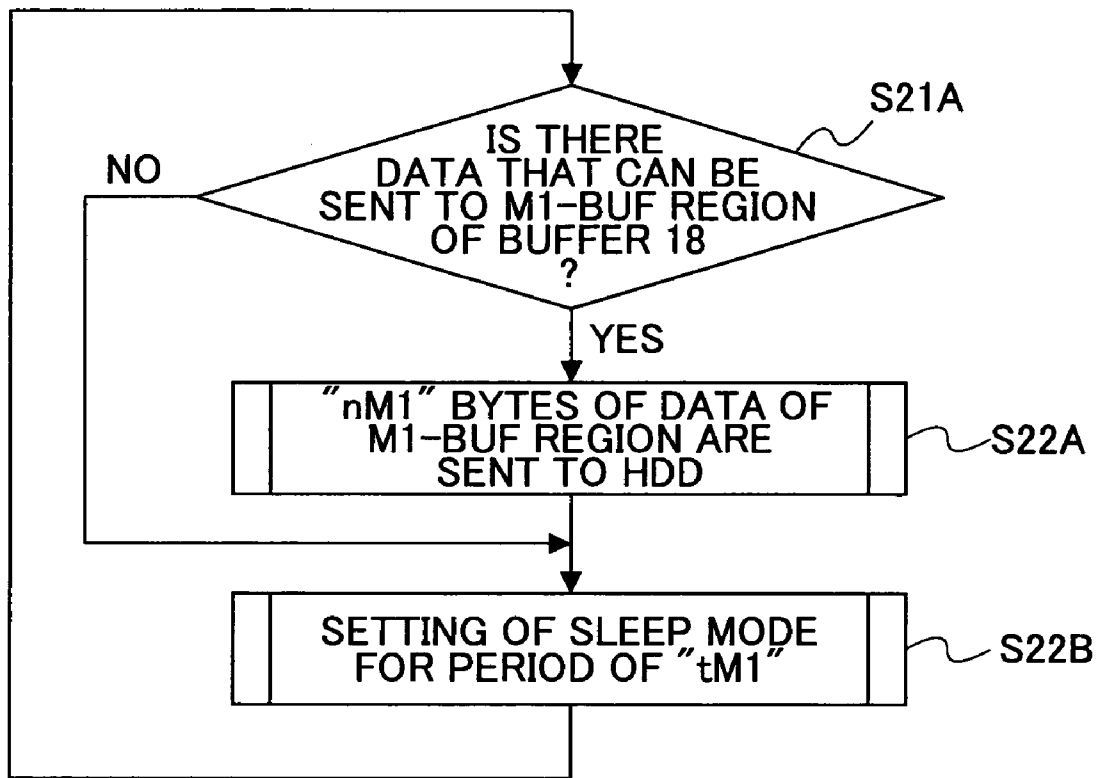 S21A
IS THERE
DATA THAT CAN BE
SENT TO M1-BUF REGION
OF BUFFER 18
?
NO
YES
"nM1" BYTES OF DATA OF
M1-BUF REGION ARE
SENT TO HDD
S22A
SETTING OF SLEEP MODE
FOR PERIOD OF "tM1"
S22B